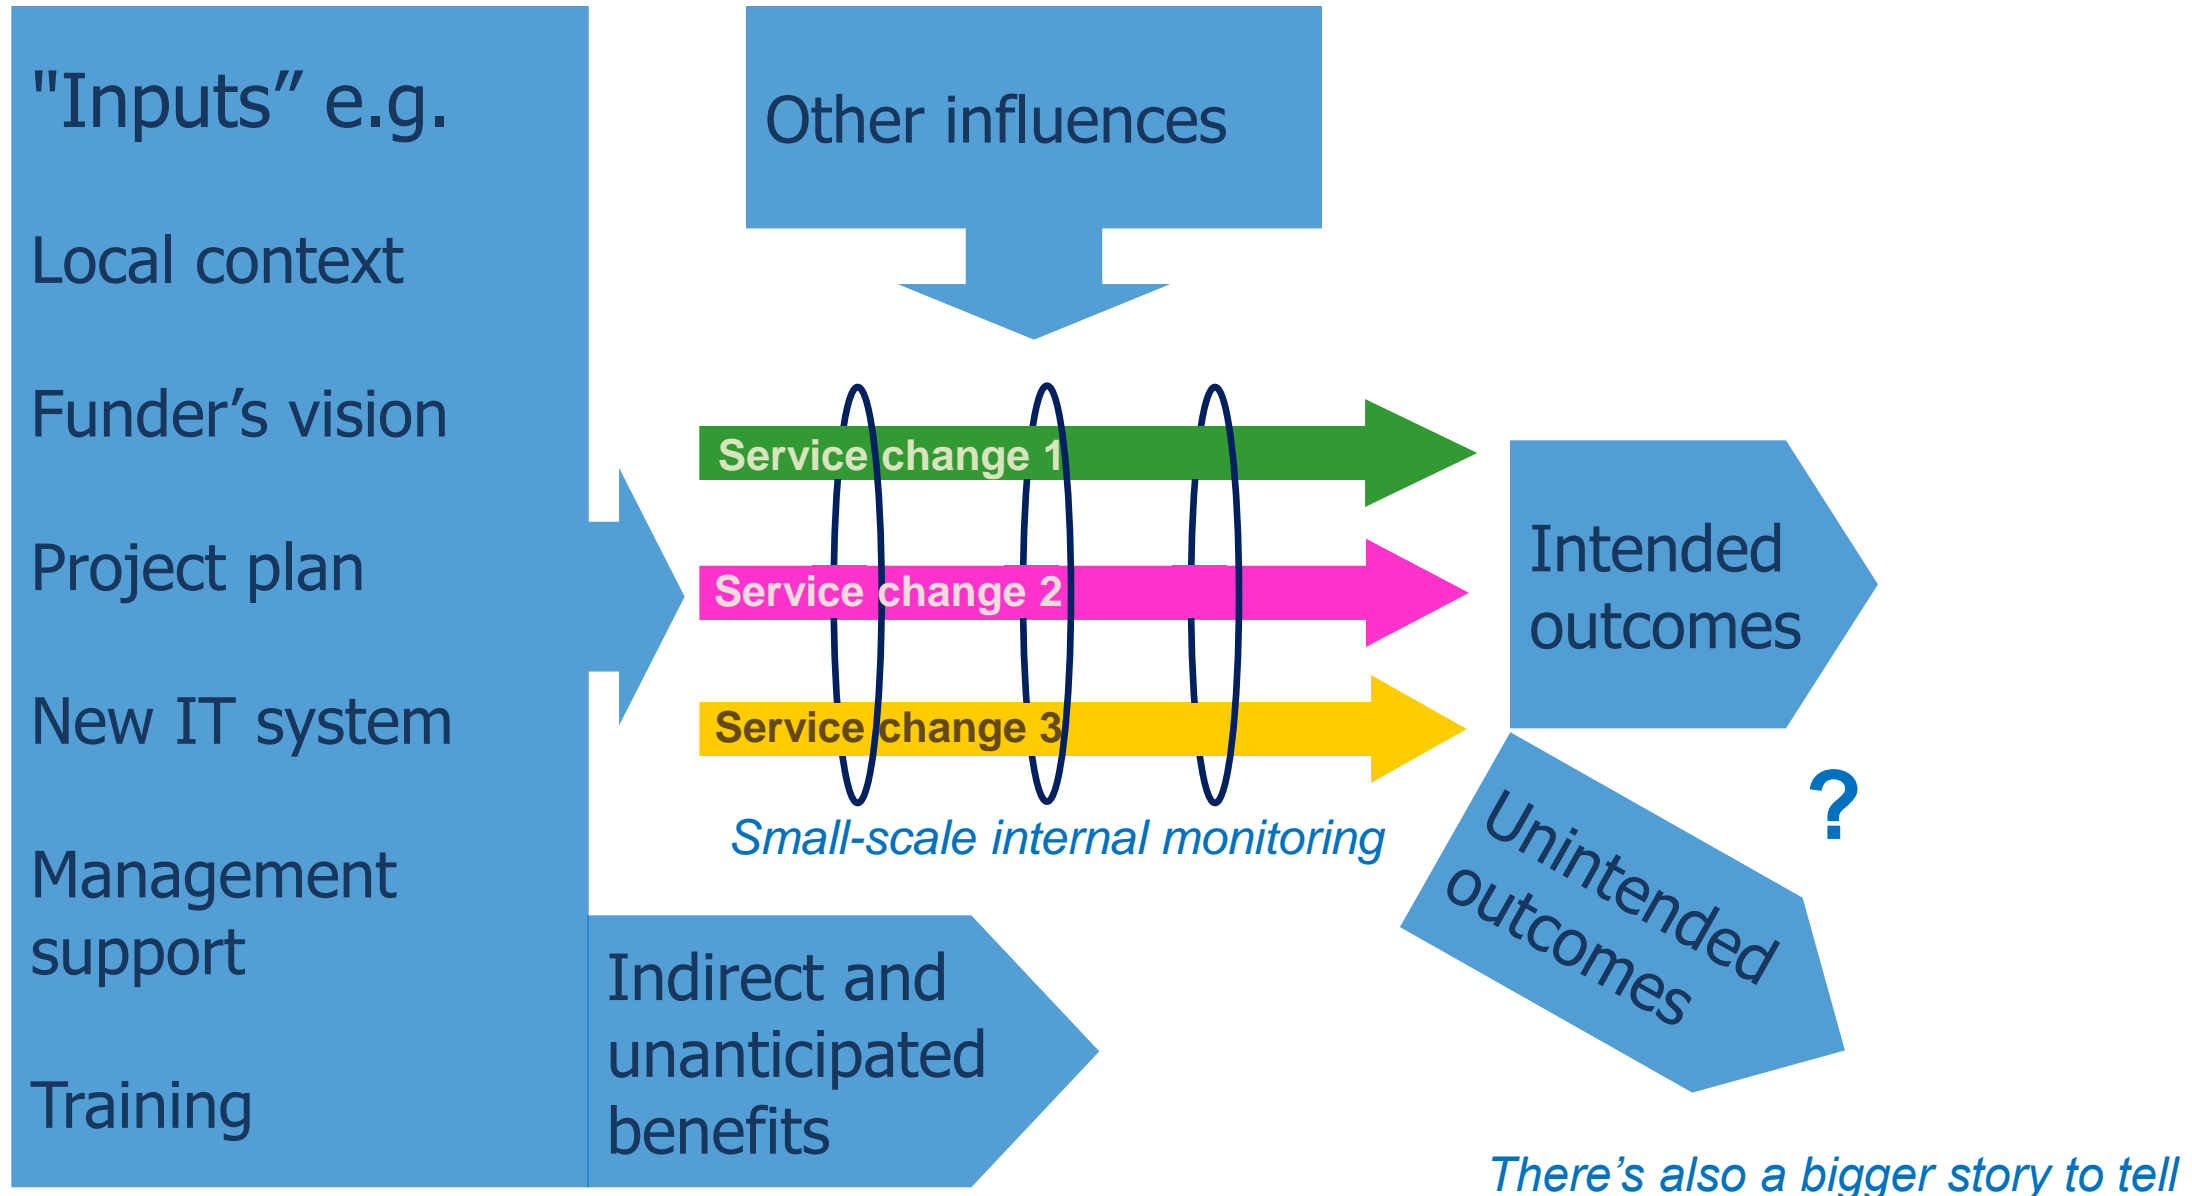 "Inputs” e.g.
Local context
Funder’s vision
Project plan
New IT system
Management
support
Training
Other influences
Service change 1
Service change 2
Service change 3
Small-scale internal monitoring
Indirect and
unanticipated
benefits
Intended
outcomes
?
Unintended
outcomes
There’s also a bigger story to tell